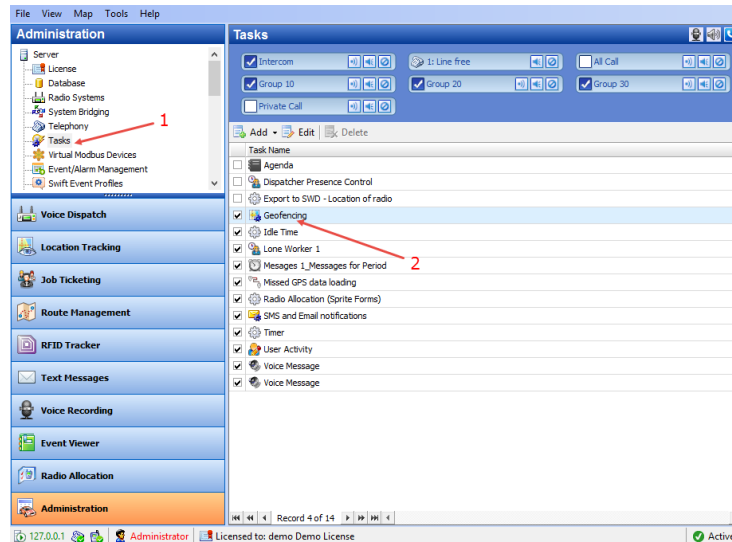 File View Map Tools Help
Administration
Server
License
Database
Radio Systems
System Bridging
Telephony
Tasks
Virtual Modbus Devices
Event/Alarm Management
Swift Event Profiles
1
Voice Dispatch
Location Tracking
Job Ticketing
Route Management
RFID Tracker
Text Messages
Voice Recording
Event Viewer
Radio Allocation
Administration
Tasks
Intercom
1: Line free
All Call
Group 10
Group 20
Group 30
Private Call
Add Edit Delete
Task Name
Agenda
Dispatcher Presence Control
Export to SWD - Location of radio
Geofencing
Idle Time
Lone Worker 1
Mesages 1_Messages for Period
2
Missed GPS data loading
Radio Allocation (Sprite Forms)
SMS and Email notifications
Timer
User Activity
Voice Message
Voice Message
Record 4 of 14
127.0.0.1 Administrator Licensed to: demo Demo License Active